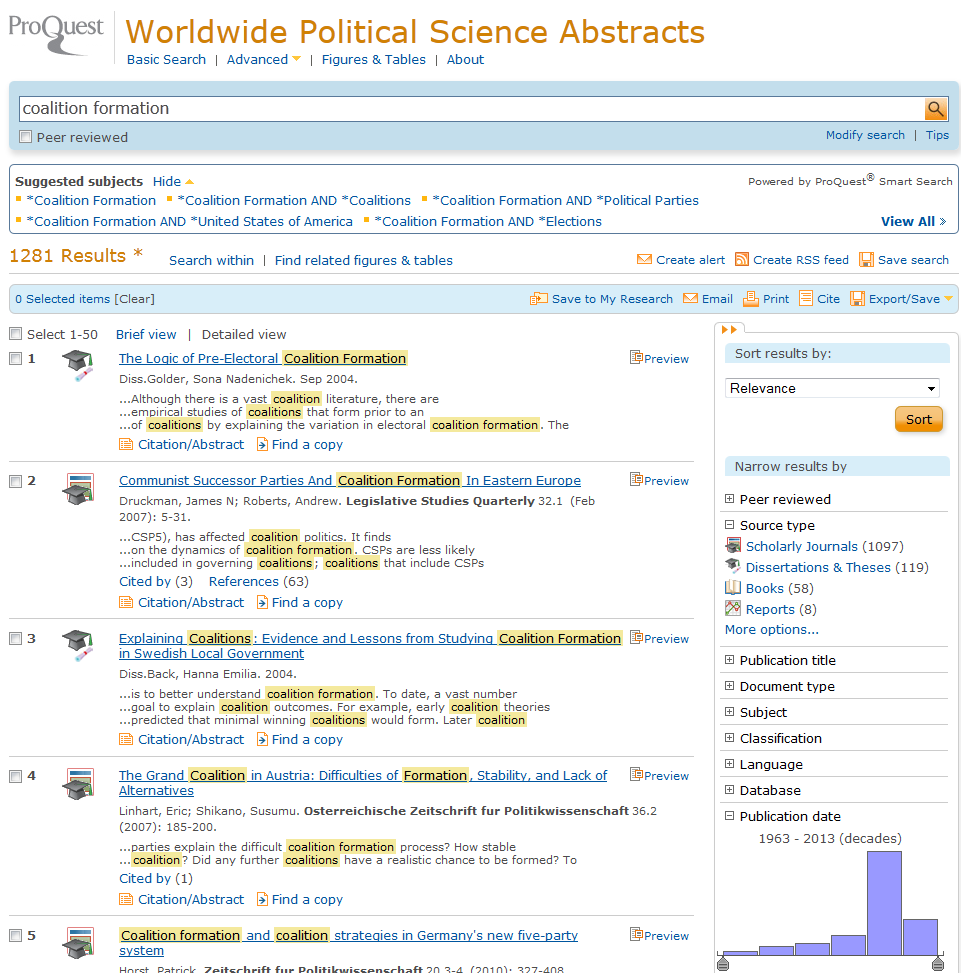 ProQuest
Worldwide Political Science Abstracts
Basic Search | Advanced | Figures & Tables | About
coalition formation
Peer reviewed
Modify search | Tips
Suggested subjects Hide
Powered by ProQuest® Smart Search
*Coalition Formation *Coalition Formation AND *Coalitions *Coalition Formation AND *Political Parties
*Coalition Formation AND *United States of America *Coalition Formation AND *Elections
View All »
1281 Results *
Search within | Find related figures & tables
Create alert Create RSS feed Save search
0 Selected items [Clear]
Save to My Research Email Print Cite Export/Save
Select 1-50 Brief view | Detailed view
1 The Logic of Pre-Electoral Coalition Formation Preview
Diss.Golder, Sona Nadenichek. Sep 2004.
...Although there is a vast coalition literature, there are
...empirical studies of coalitions that form prior to an
...of coalitions by explaining the variation in electoral coalition formation. The
Citation/Abstract Find a copy
2 Communist Successor Parties And Coalition Formation In Eastern Europe Preview
Druckman, James N; Roberts, Andrew. Legislative Studies Quarterly 32.1 (Feb
2007): 5-31.
...CSP5), has affected coalition politics. It finds
...on the dynamics of coalition formation. CSPs are less likely
...included in governing coalitions; coalitions that include CSPs
Cited by (3) References (63)
Citation/Abstract Find a copy
3 Explaining Coalitions: Evidence and Lessons from Studying Coalition Formation Preview
in Swedish Local Government
Diss.Back, Hanna Emilia. 2004.
...is to better understand coalition formation. To date, a vast number
...goal to explain coalition outcomes. For example, early coalition theories
...predicted that minimal winning coalitions would form. Later coalition
Citation/Abstract Find a copy
4 The Grand Coalition in Austria: Difficulties of Formation, Stability, and Lack of Preview
Alternatives
Linhart, Eric; Shikano, Susumu. Osterreichische Zeitschrift fur Politikwissenschaft 36.2
(2007): 185-200.
...parties explain the difficult coalition formation process? How stable
...coalition? Did any further coalitions have a realistic chance to be formed? To
Cited by (1)
Citation/Abstract Find a copy
5 Coalition formation and coalition strategies in Germany's new five-party Preview
system
Horst, Patrick. Zeitschrift fur Politikwissenschaft 20.3-4 (2010): 327-408.
Sort results by:
Relevance
Sort
Narrow results by
Peer reviewed
Source type
Scholarly Journals (1097)
Dissertations & Theses (119)
Books (58)
Reports (8)
More options...
Publication title
Document type
Subject
Classification
Language
Database
Publication date
1963 - 2013 (decades)